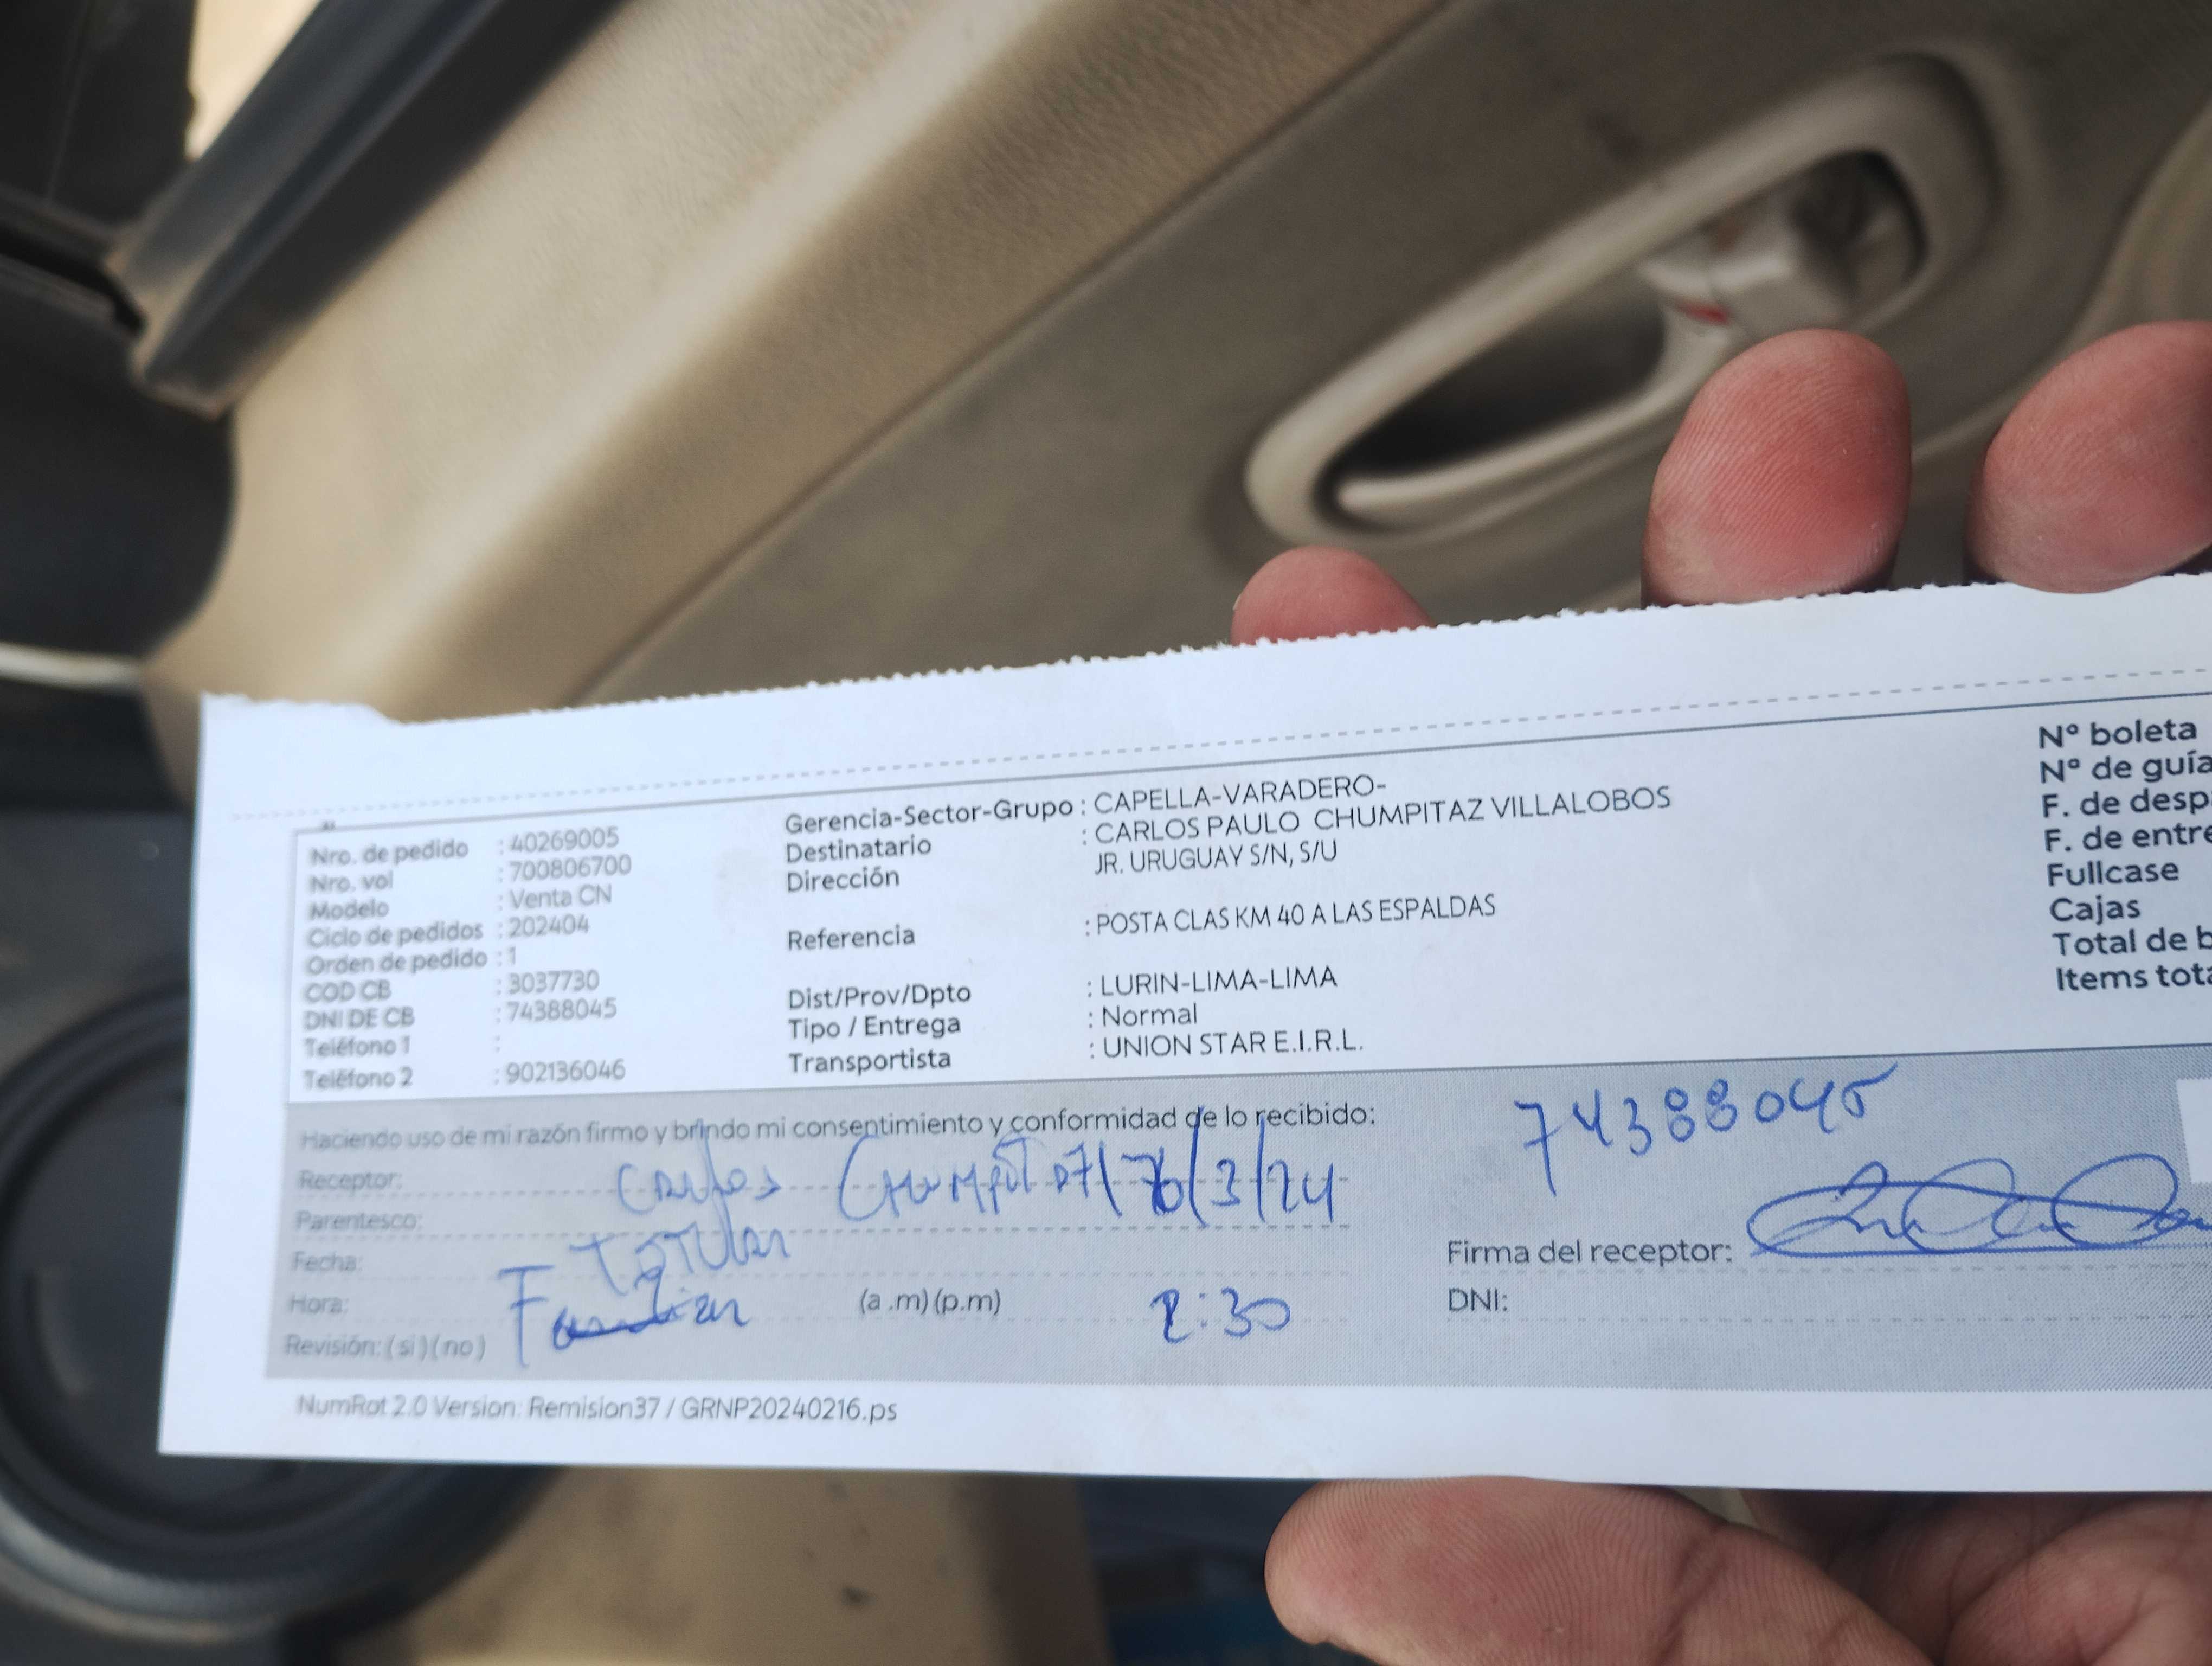 Nro. de pedido : 40269005
Nro. vol : 700806700
Modelo : Venta CN
Ciclo de pedidos : 202404
Orden de pedido : 1
COD CB : 3037730
DNI DE CB : 74388045
Teléfono 1 :
Teléfono 2 : 902136046
Gerencia-Sector-Grupo : CAPELLA-VARADERO-
Destinatario : CARLOS PAULO CHUMPITAZ VILLALOBOS
Dirección JR. URUGUAY S/N, S/U
Referencia : POSTA CLAS KM 40 A LAS ESPALDAS
Dist/Prov/Dpto : LURIN-LIMA-LIMA
Tipo / Entrega : Normal
Transportista : UNION STAR E.I.R.L.
Nº boleta
Nº de guía
F. de desp
F. de entre
Fullcase
Cajas
Total de b
Items tota
Haciendo uso de mi razón firmo y brindo mi consentimiento y conformidad de lo recibido:
Receptor: Carlos Chumpitaz /3/24
Parentesco: Titular
Fecha:
Hora: Familiar (a .m) (p.m) 2:30
Revisión: ( si ) ( no )
74388045
Firma del receptor:
DNI:
NumRot 2.0 Version: Remision37 / GRNP20240216.ps